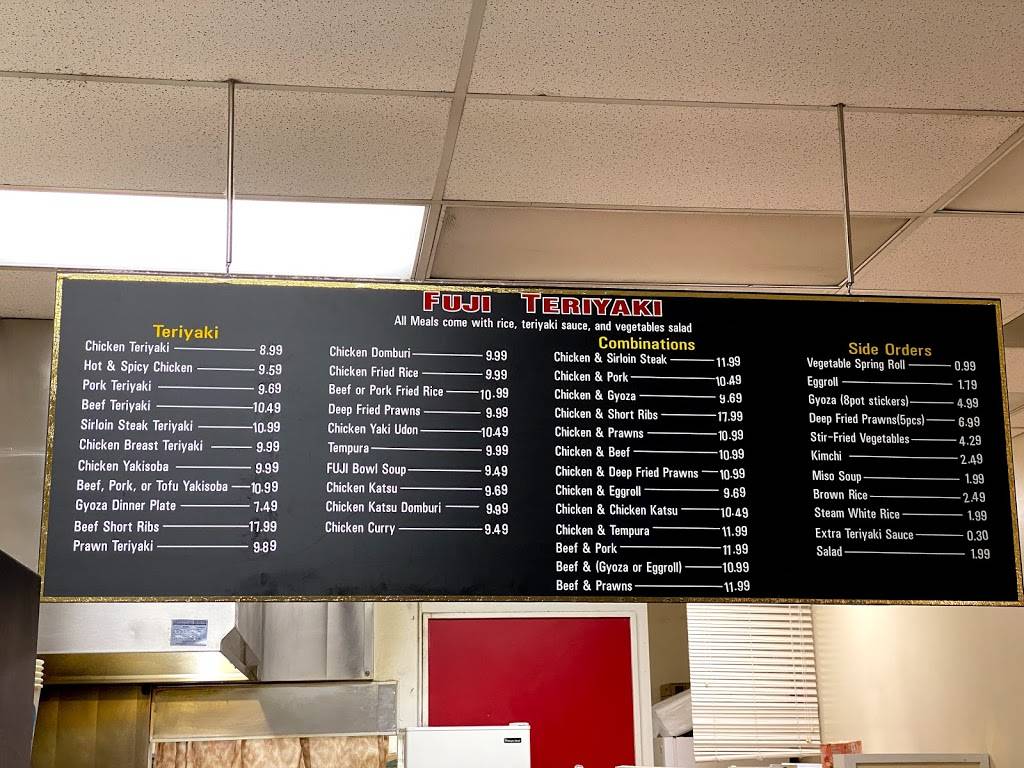 FUJI TERIYAKI
All Meals come with rice, teriyaki sauce, and vegetables salad
Teriyaki
Chicken Teriyaki 8.99
Hot & Spicy Chicken 9.59
Pork Teriyaki 9.69
Beef Teriyaki 10.49
Sirloin Steak Teriyaki 10.99
Chicken Breast Teriyaki 9.99
Chicken Yakisoba 9.99
Beef, Pork, or Tofu Yakisoba 10.99
Gyoza Dinner Plate 7.49
Beef Short Ribs 17.99
Prawn Teriyaki 9.89
Chicken Domburi 9.99
Chicken Fried Rice 9.99
Beef or Pork Fried Rice 10.99
Deep Fried Prawns 9.99
Chicken Yaki Udon 10.49
Tempura 9.99
FUJI Bowl Soup 9.49
Chicken Katsu 9.69
Chicken Katsu Domburi 9.99
Chicken Curry 9.49
Combinations
Chicken & Sirloin Steak 11.99
Chicken & Pork 10.49
Chicken & Gyoza 9.69
Chicken & Short Ribs 17.99
Chicken & Prawns 10.99
Chicken & Beef 10.99
Chicken & Deep Fried Prawns 10.99
Chicken & Eggroll 9.69
Chicken & Chicken Katsu 10.49
Chicken & Tempura 11.99
Beef & Pork 11.99
Beef & (Gyoza or Eggroll) 10.99
Beef & Prawns 11.99
Side Orders
Vegetable Spring Roll 0.99
Eggroll 1.79
Gyoza (8pot stickers) 4.99
Deep Fried Prawns(5pcs) 6.99
Stir-Fried Vegetables 4.29
Kimchi 2.49
Miso Soup 1.99
Brown Rice 2.49
Steam White Rice 1.99
Extra Teriyaki Sauce 0.30
Salad 1.99